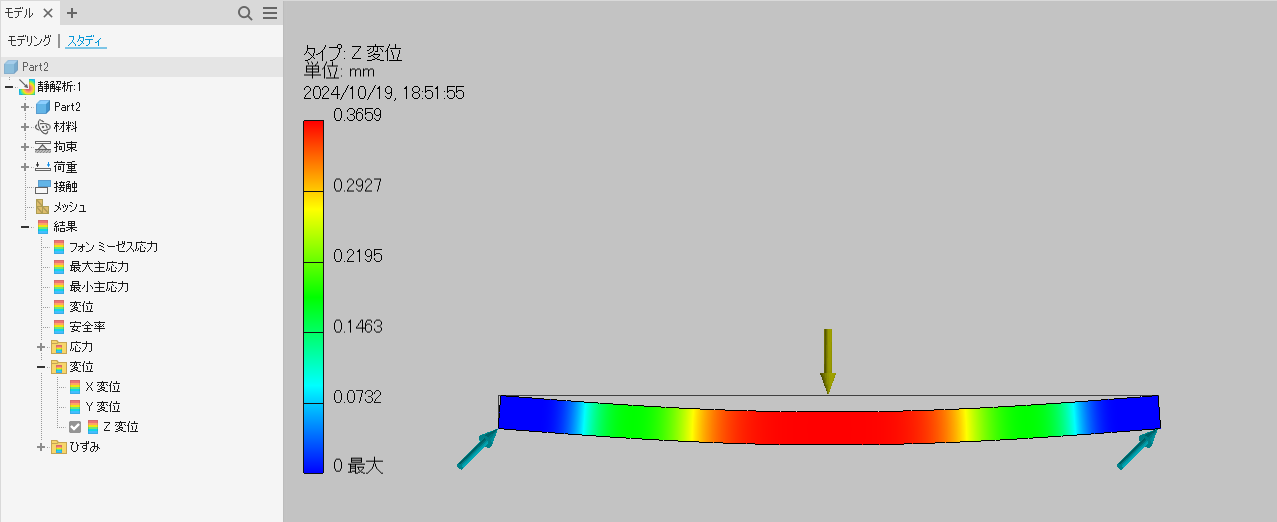 モデル
モデリング スタディ
Part2
静解析:1
Part2
材料
拘束
荷重
接触
メッシュ
結果
フォン ミーゼス応力
最大主応力
最小主応力
変位
安全率
応力
変位
X 変位
Y 変位
Z 変位
ひずみ
タイプ: Z 変位
単位: mm
2024/10/19, 18:51:55
0.3659
0.2927
0.2195
0.1463
0.0732
0 最大